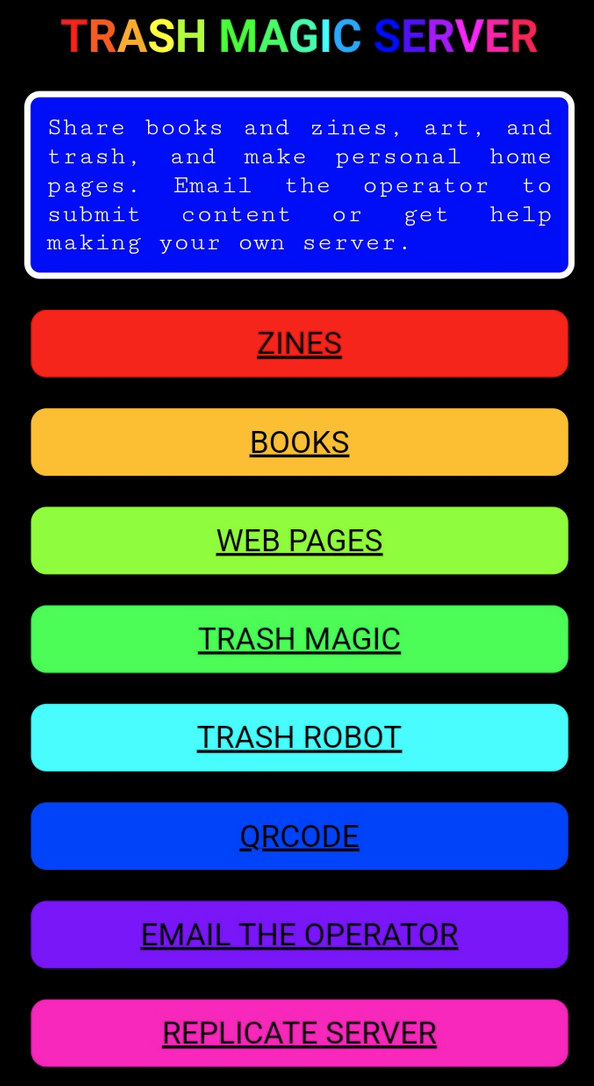 TRASH MAGIC SERVER
Share books and zines, art, and
trash, and make personal home
pages. Email the operator to
submit content or get help
making your own server.
ZINES
BOOKS
WEB PAGES
TRASH MAGIC
TRASH ROBOT
QRCODE
EMAIL THE OPERATOR
REPLICATE SERVER